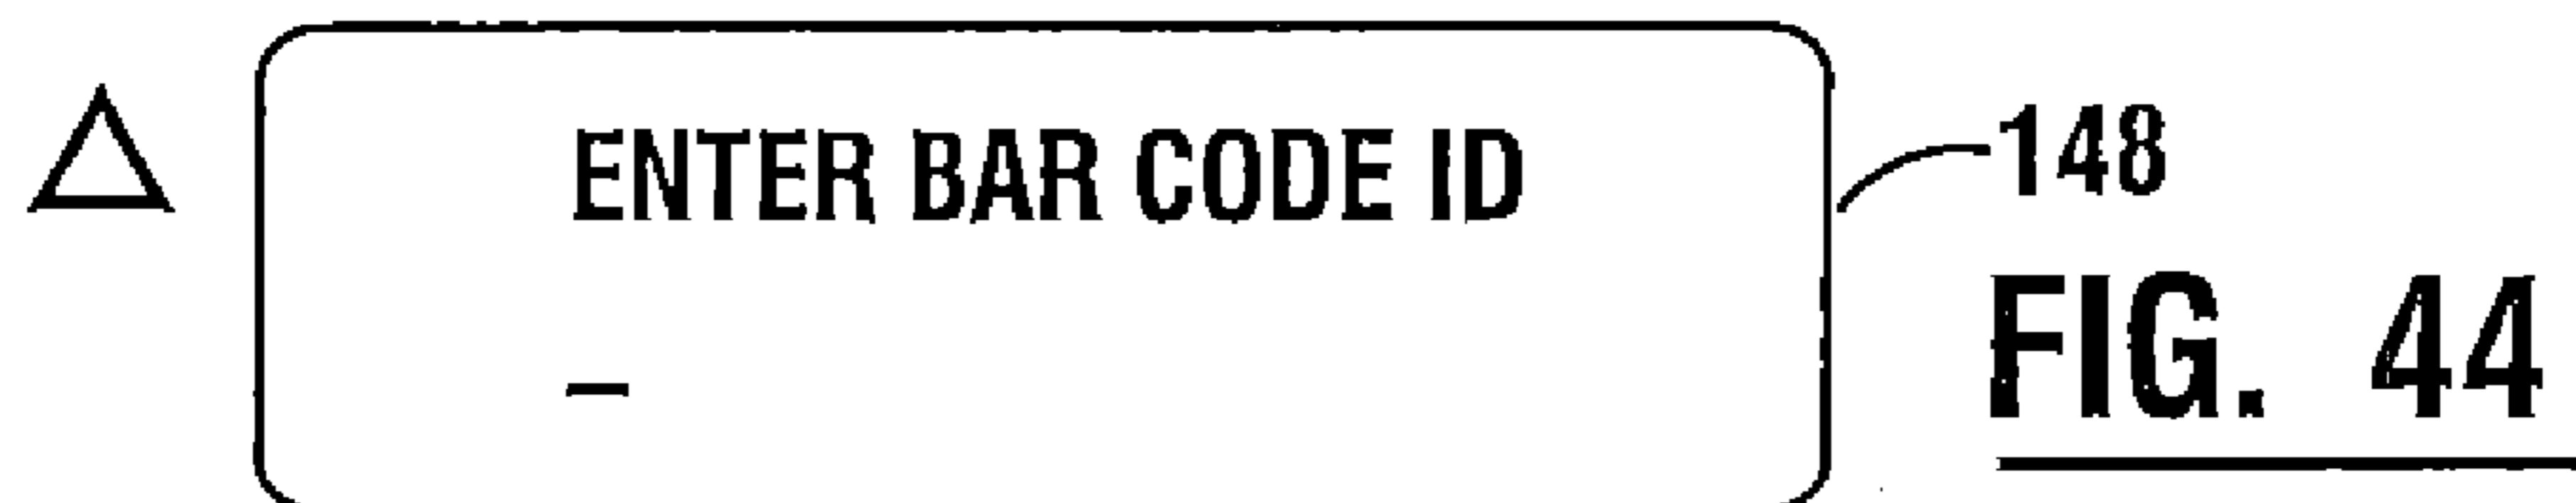 ENTER BAR CODE ID
–
148
FIG. 44